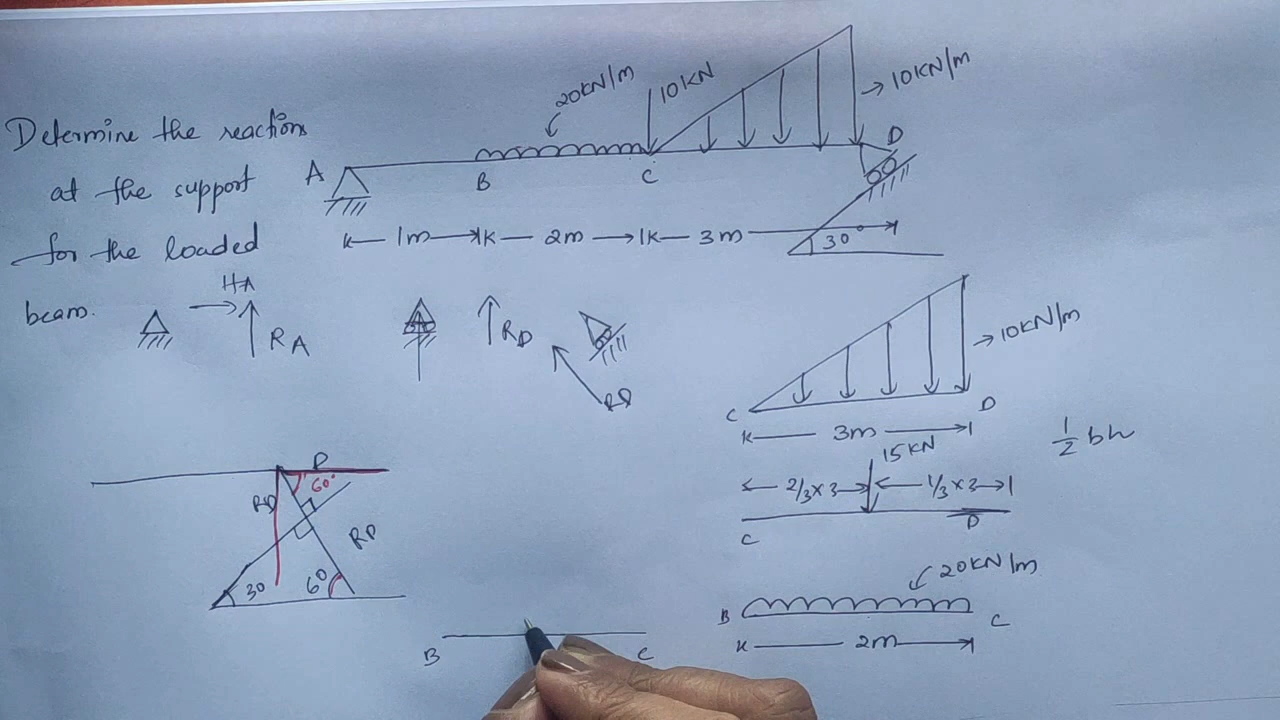 Determine the reactions
at the support
for the loaded
beam.
20KN/m
10KN
10KN/m
A
B
C
D
1m
2m
3m
30°
HA
RA
RD
RD
10KN/m
C
D
3m
1/2 bh
15KN
2/3×3
1/3×3
C
D
D
60°
RD
RD
30
60
20KN/m
B
C
2m
B
C